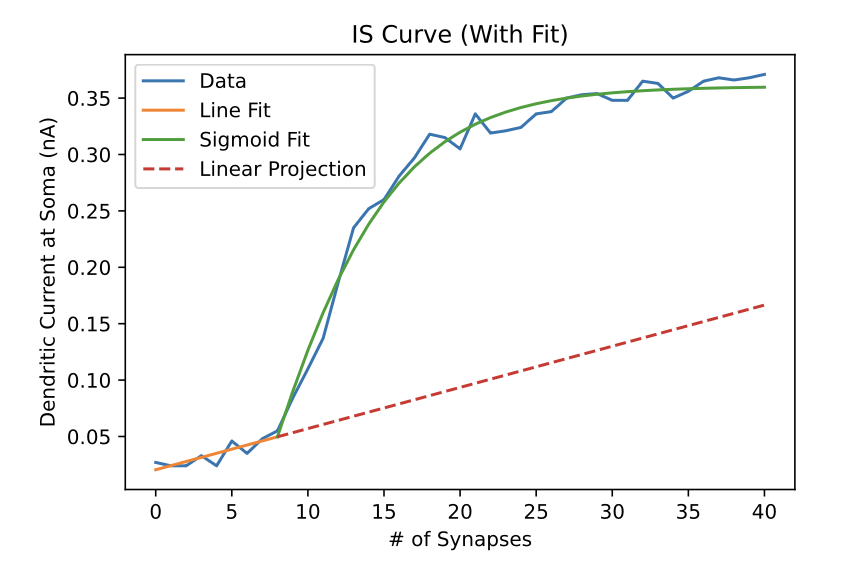 IS Curve (With Fit)
Data
Line Fit
Sigmoid Fit
Linear Projection
Dendritic Current at Soma (nA)
0.35
0.30
0.25
0.20
0.15
0.10
0.05
0 5 10 15 20 25 30 35 40
# of Synapses